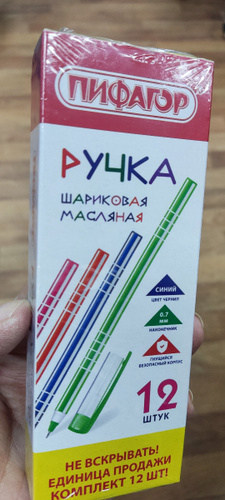 ПИФАГОР
РУЧКА
ШАРИКОВАЯ
МАСЛЯНАЯ
СИНИЙ
ЦВЕТ ЧЕРНИЛ
0.7
ММ
НАКОНЕЧНИК
ГРАНЁНЫЙ
БЕЗОПАСНЫЙ КОРПУС
12
ШТУК
НЕ ВСКРЫВАТЬ!
ЕДИНИЦА ПРОДАЖИ
КОМПЛЕКТ 12 ШТ!